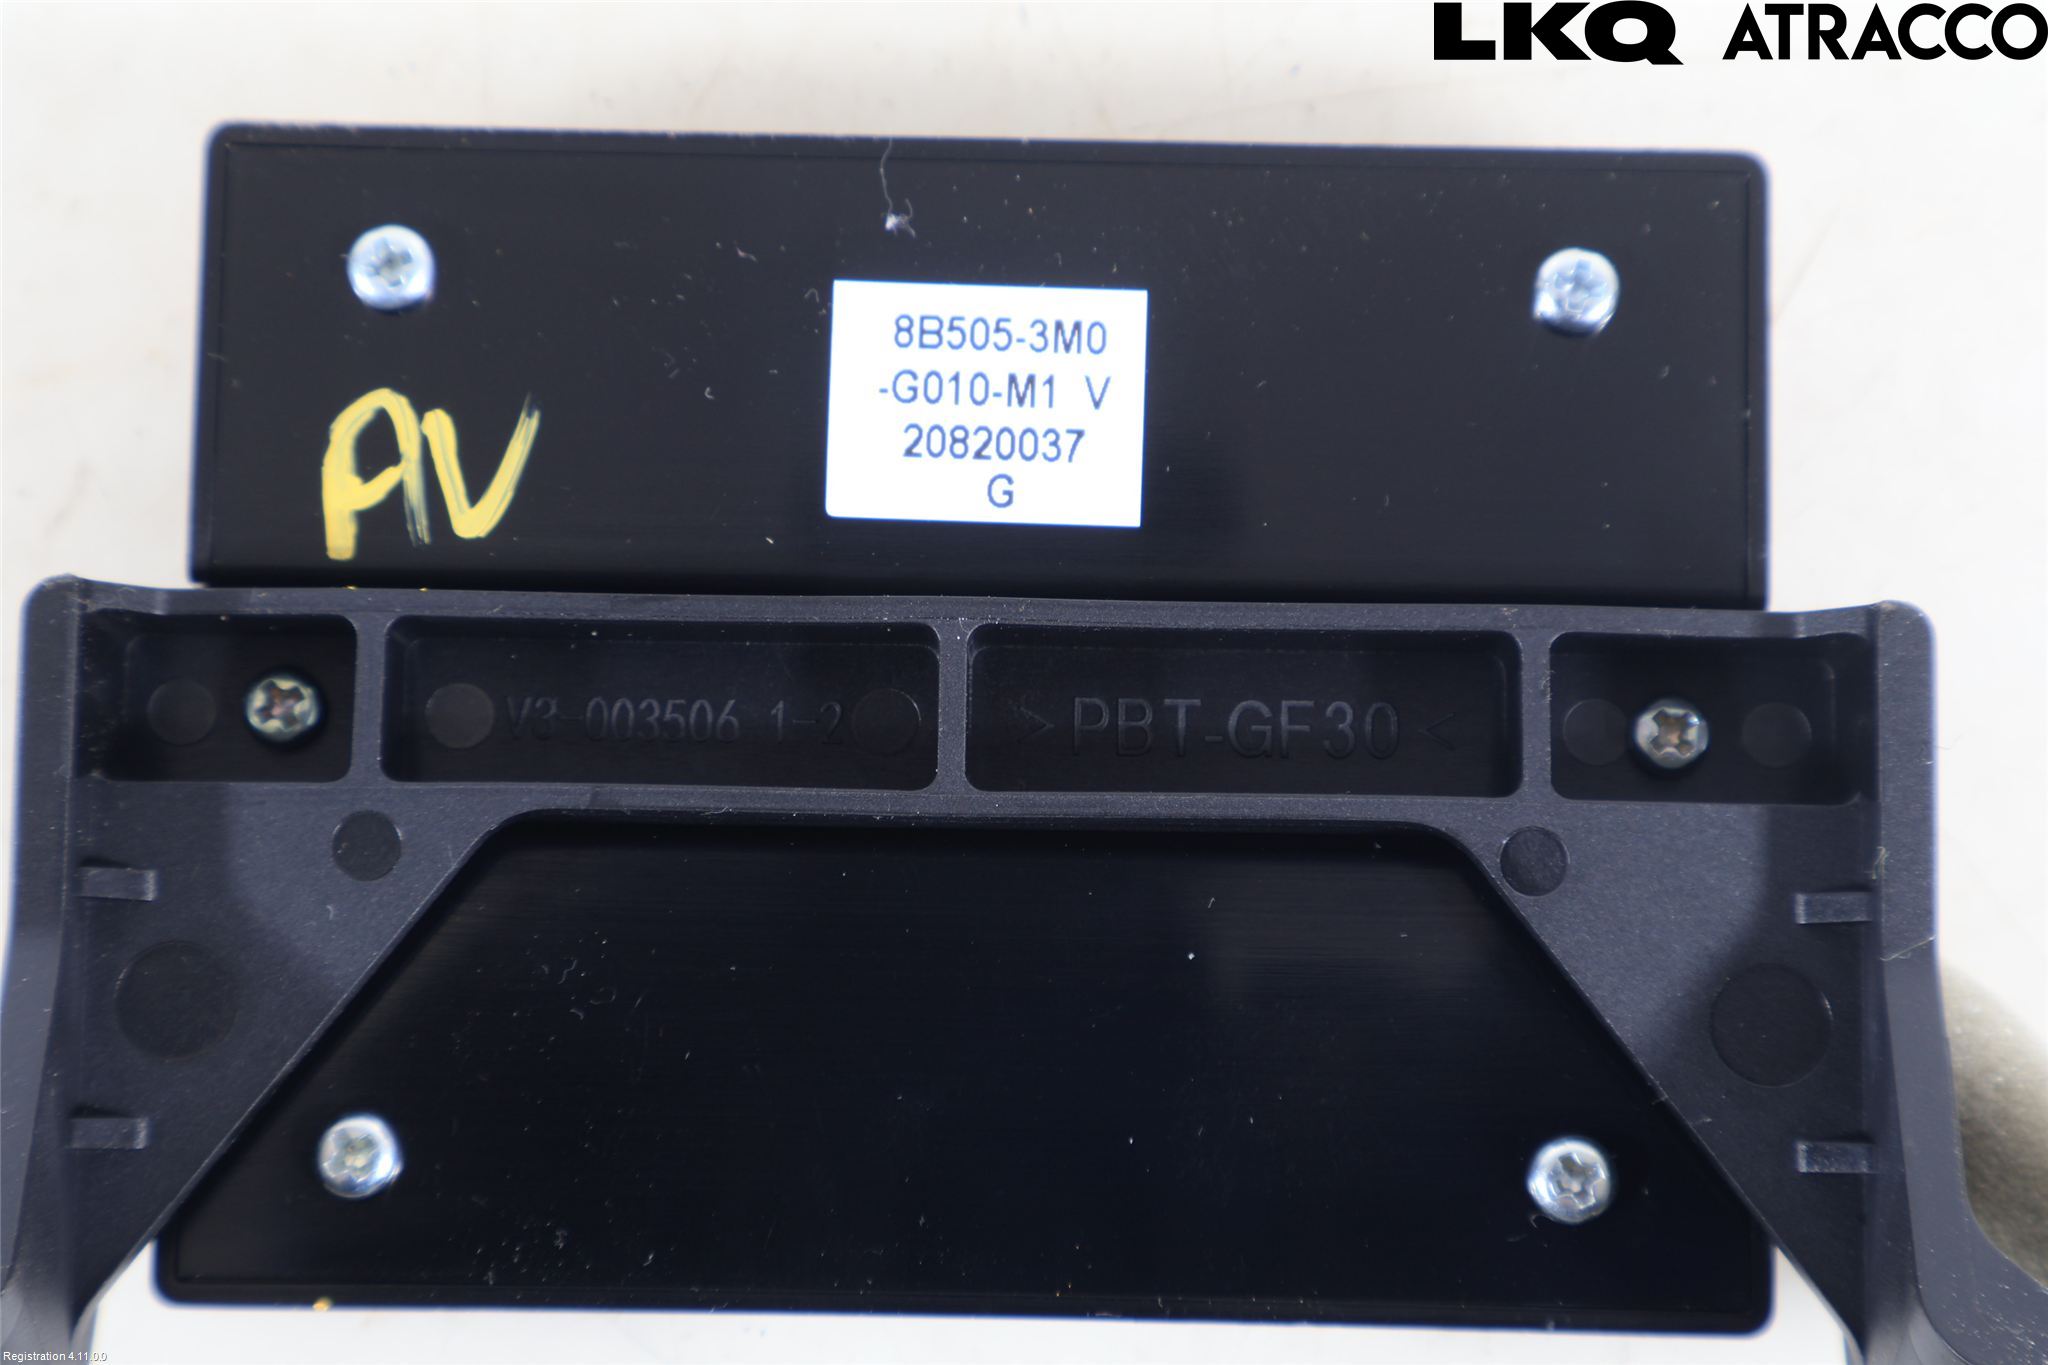 LKQ ATRACCO
8B505-3M0
-G010-M1 V
20820037
G
AV
V3-003506 1-2
>PBT-GF30<
Registration 4.11.0.0